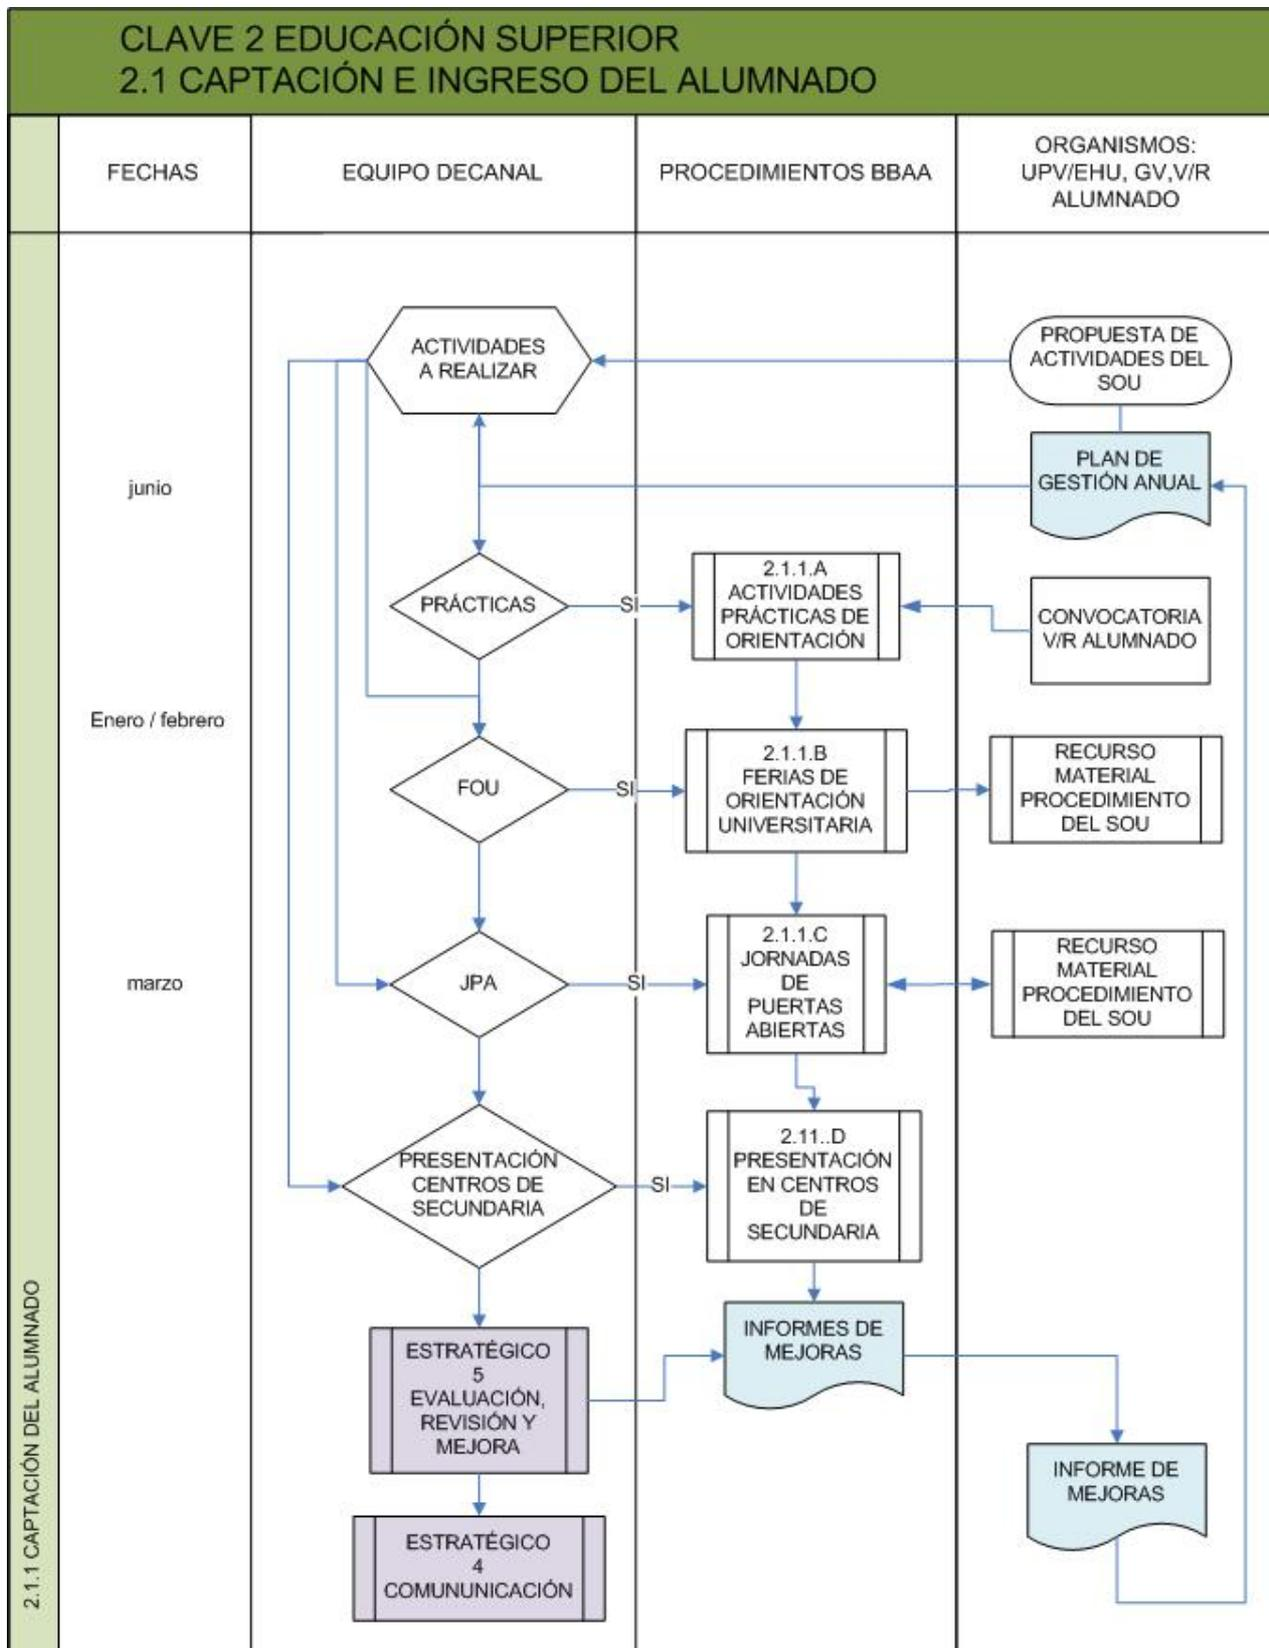 CLAVE 2 EDUCACIÓN SUPERIOR
2.1 CAPTACIÓN E INGRESO DEL ALUMNADO
FECHAS
EQUIPO DECANAL
PROCEDIMIENTOS BBAA
ORGANISMOS:
UPV/EHU, GV,V/R
ALUMNADO
ACTIVIDADES
A REALIZAR
PROPUESTA DE
ACTIVIDADES DEL
SOU
junio
PLAN DE
GESTIÓN ANUAL
PRÁCTICAS
SI
2.1.1.A
ACTIVIDADES
PRÁCTICAS DE
ORIENTACIÓN
CONVOCATORIA
V/R ALUMNADO
Enero / febrero
FOU
SI
2.1.1.B
FERIAS DE
ORIENTACIÓN
UNIVERSITARIA
RECURSO
MATERIAL
PROCEDIMIENTO
DEL SOU
marzo
JPA
SI
2.1.1.C
JORNADAS
DE
PUERTAS
ABIERTAS
RECURSO
MATERIAL
PROCEDIMIENTO
DEL SOU
PRESENTACIÓN
CENTROS DE
SECUNDARIA
SI
2.11..D
PRESENTACIÓN
EN CENTROS
DE
SECUNDARIA
ESTRATÉGICO
5
EVALUACIÓN,
REVISIÓN Y
MEJORA
INFORMES DE
MEJORAS
INFORME DE
MEJORAS
ESTRATÉGICO
4
COMUNUNICACIÓN
2.1.1 CAPTACIÓN DEL ALUMNADO